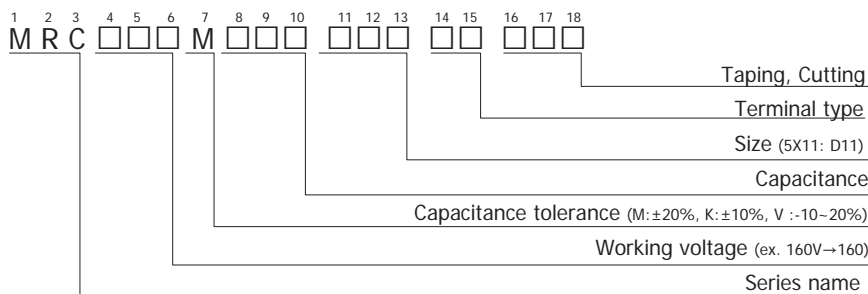 1 2 3 4 5 6 7 8 9 10 11 12 13 14 15 16 17 18
M R C □ □ □ M □ □ □ □ □ □ □ □ □ □ □
Taping, Cutting
Terminal type
Size (5X11: D11)
Capacitance
Capacitance tolerance (M:±20%, K:±10%, V :-10~20%)
Working voltage (ex. 160V→160)
Series name